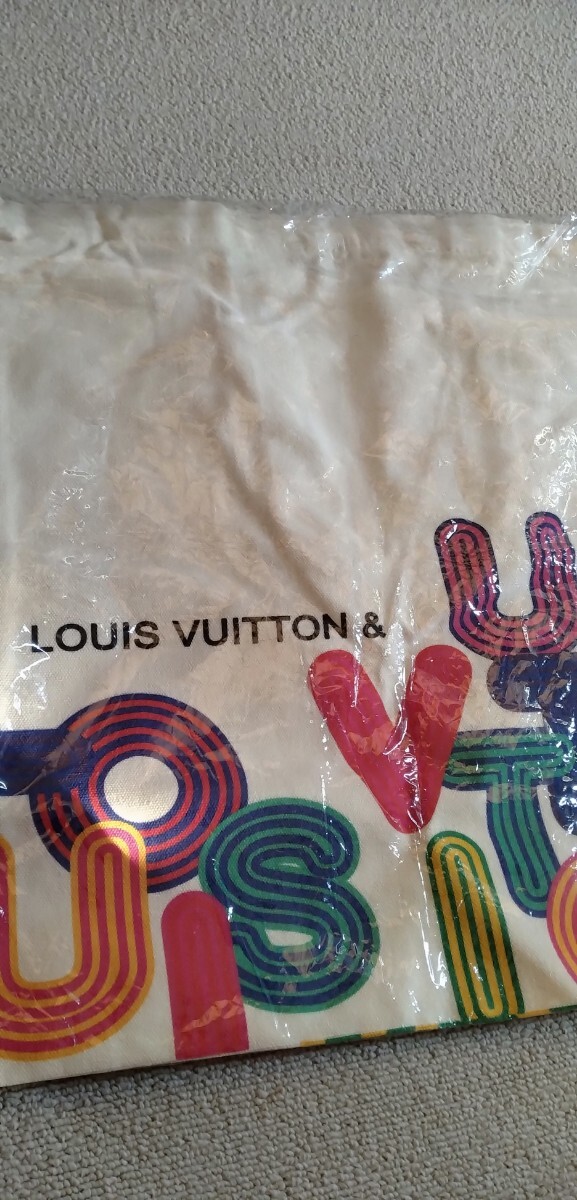 LOUIS VUITTON &
U
O V T
U I S I